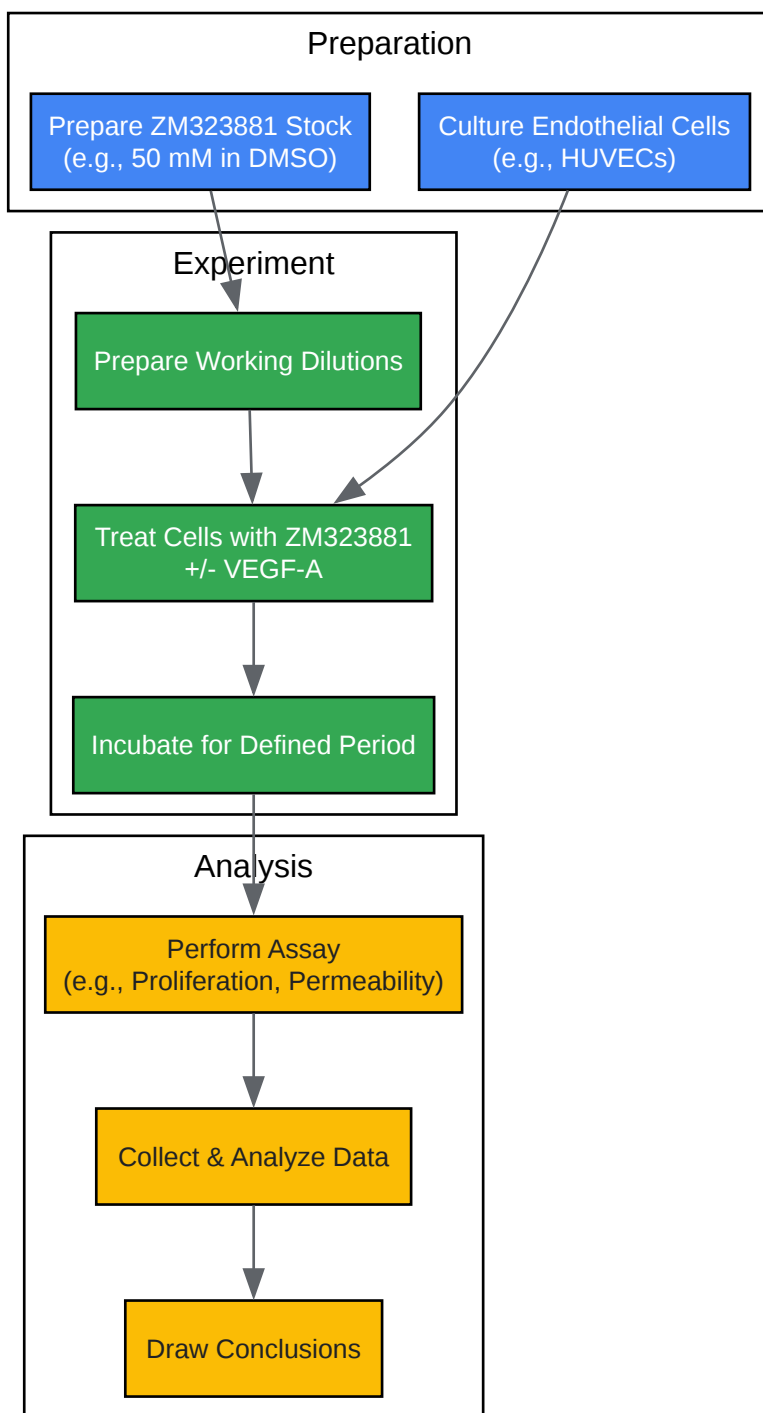 Preparation
Prepare ZM323881 Stock
(e.g., 50 mM in DMSO)
Culture Endothelial Cells
(e.g., HUVECs)
Experiment
Prepare Working Dilutions
Treat Cells with ZM323881
+/- VEGF-A
Incubate for Defined Period
Analysis
Perform Assay
(e.g., Proliferation, Permeability)
Collect & Analyze Data
Draw Conclusions